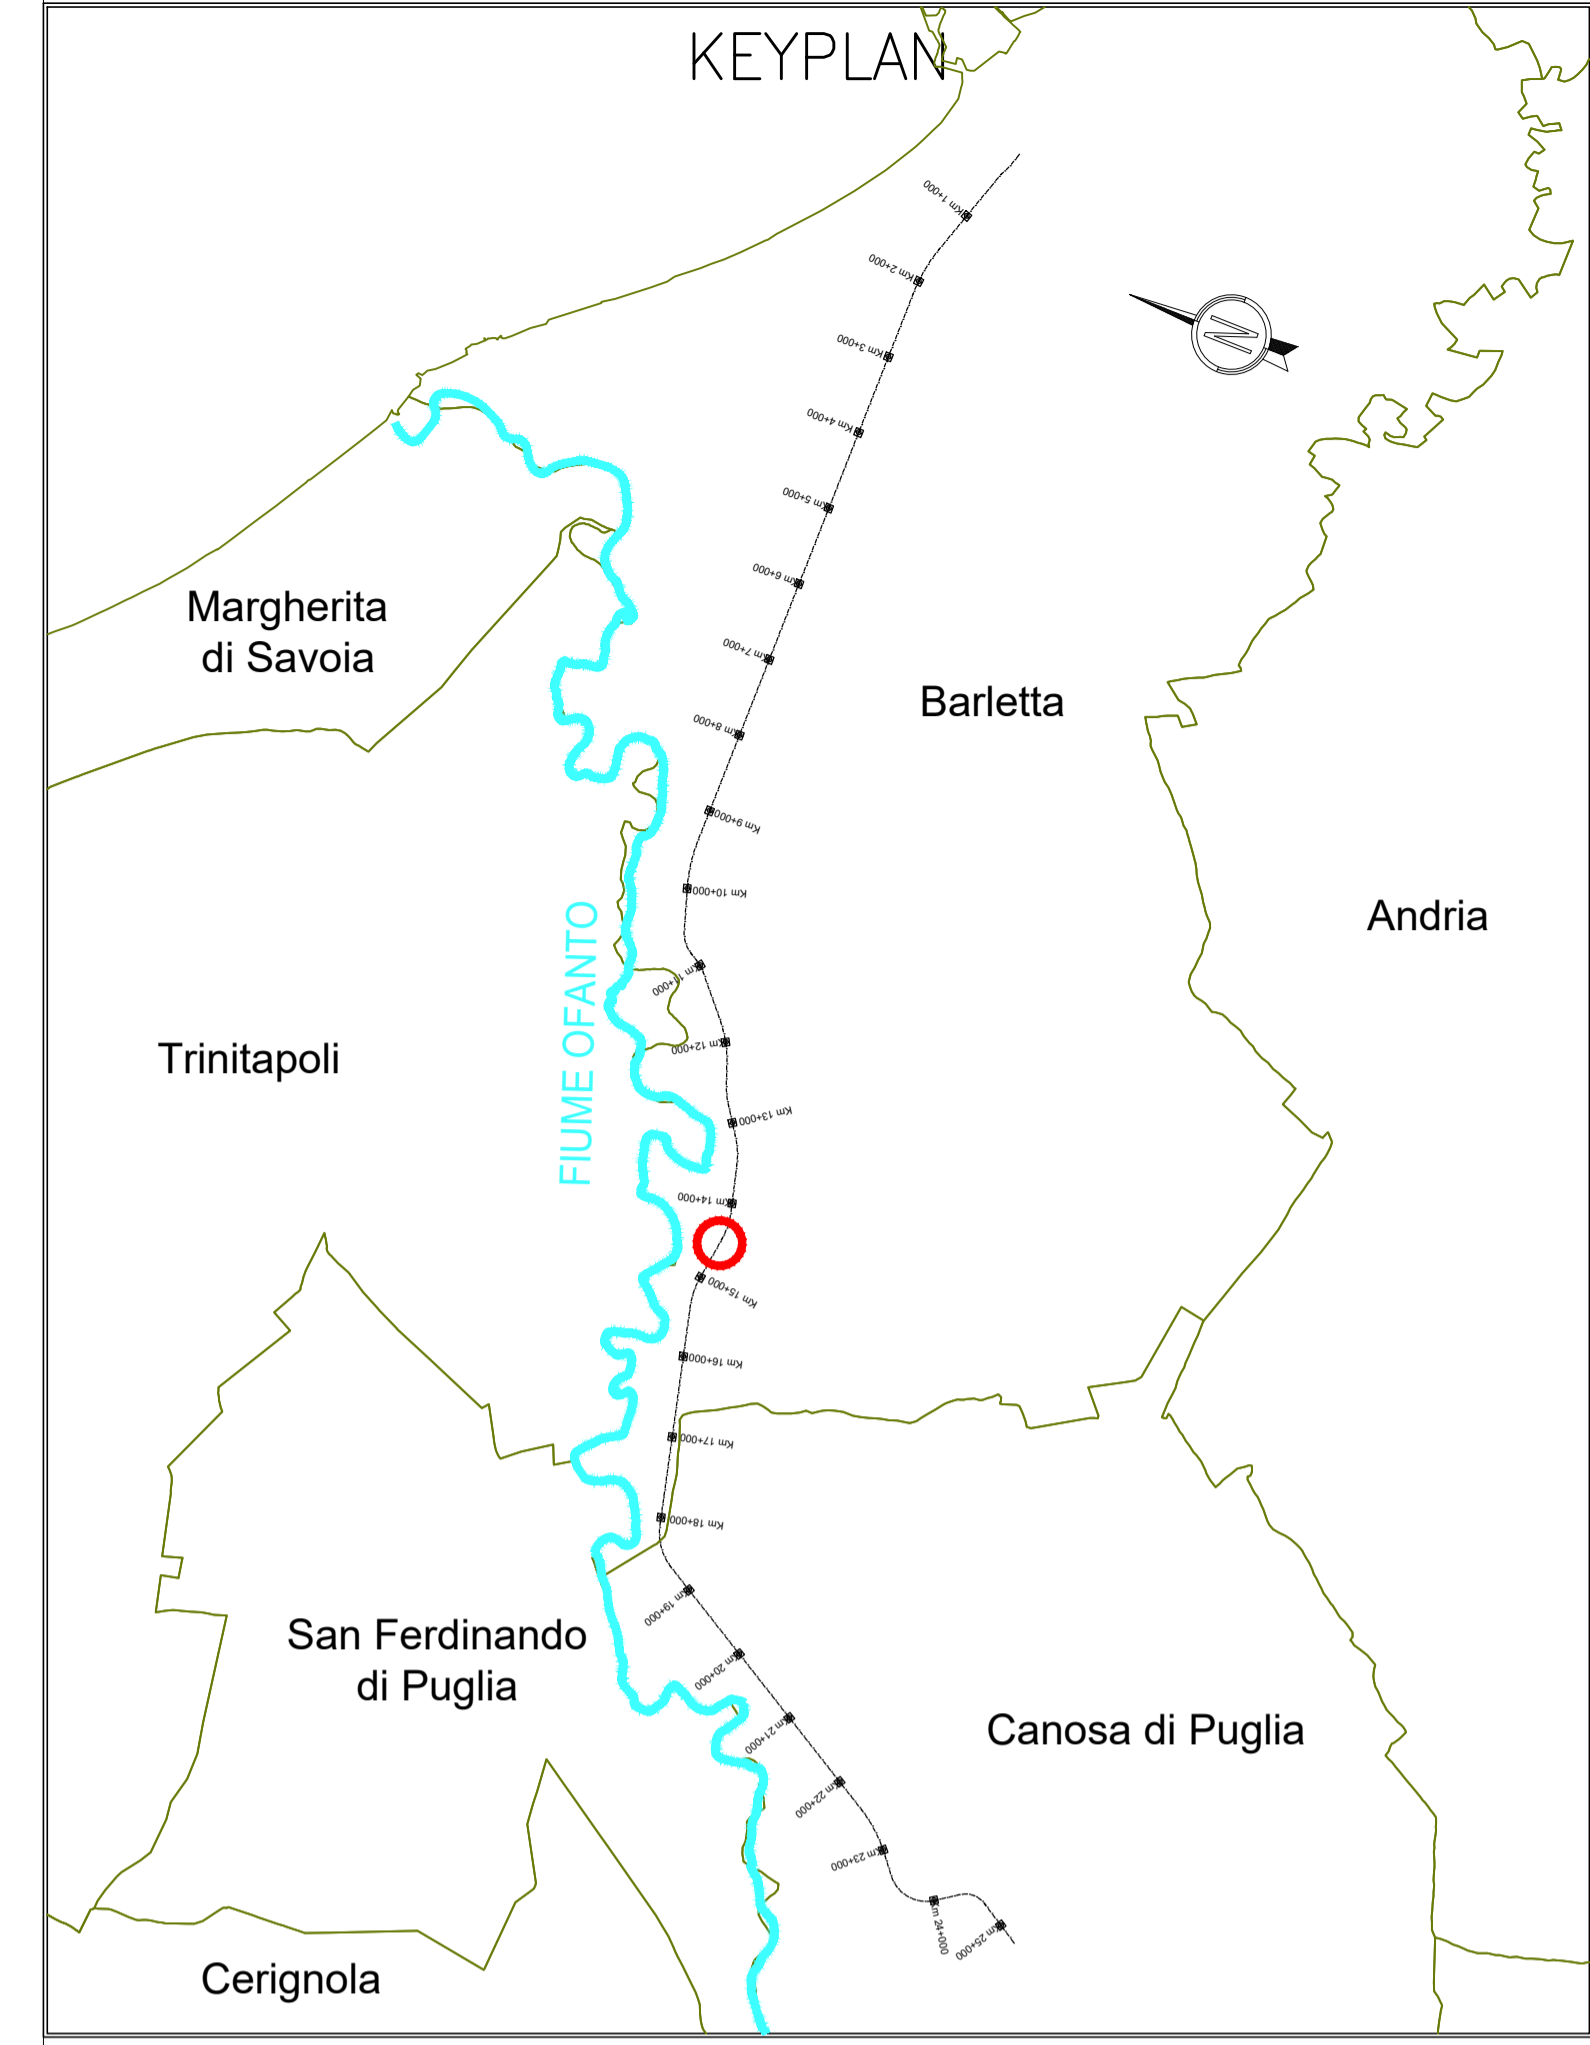 KEYPLAN
Km 1+000
Km 2+000
N
Km 3+000
Km 4+000
Km 5+000
Km 6+000
Margherita
di Savoia
Km 7+000
Barletta
Km 8+000
Km 9+000
Km 10+000
Andria
FIUME OFANTO
Km 11+000
Trinitapoli
Km 12+000
Km 13+000
Km 14+000
Km 15+000
Km 16+000
Km 17+000
Km 18+000
Km 19+000
San Ferdinando
di Puglia
Km 20+000
Km 21+000
Canosa di Puglia
Km 22+000
Km 23+000
Km 24+000
Km 25+000
Cerignola